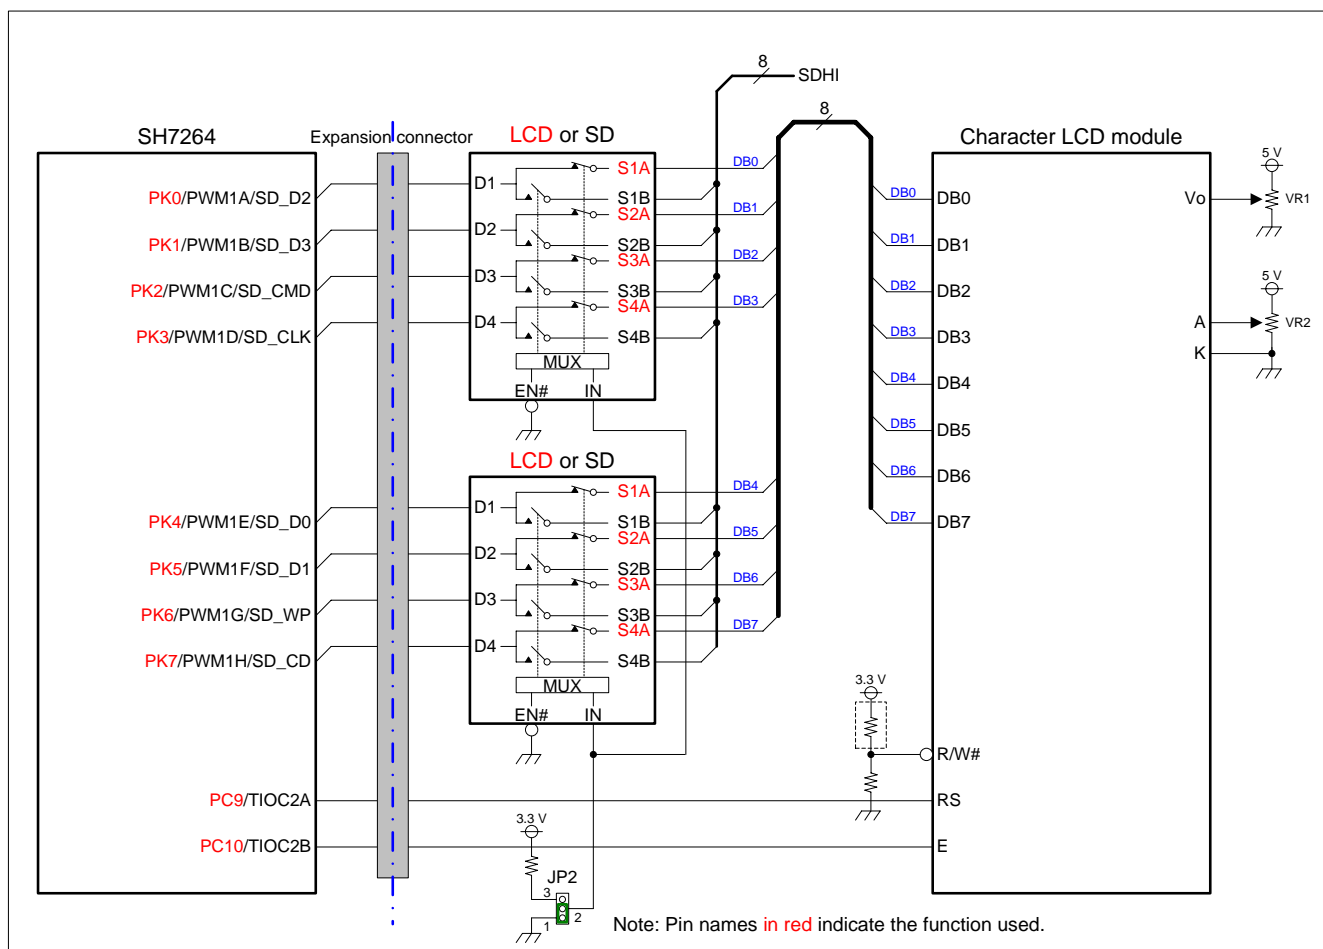 8
SDHI
8
SH7264
Expansion connector
LCD or SD
Character LCD module
5 V
D1
S1A
DB0
PK0/PWM1A/SD_D2
S1B
DB0
DB0
Vo
VR1
S2A
DB1
D2
PK1/PWM1B/SD_D3
S2B
DB1
DB1
S3A
DB2
D3
5 V
PK2/PWM1C/SD_CMD
S3B
DB2
DB2
S4A
DB3
D4
A
VR2
PK3/PWM1D/SD_CLK
S4B
DB3
DB3
K
MUX
DB4
DB4
EN#
IN
DB5
DB5
LCD or SD
DB6
DB6
S1A
DB4
D1
PK4/PWM1E/SD_D0
S1B
DB7
DB7
S2A
DB5
D2
PK5/PWM1F/SD_D1
S2B
S3A
DB6
D3
PK6/PWM1G/SD_WP
S3B
S4A
DB7
D4
PK7/PWM1H/SD_CD
S4B
MUX
3.3 V
EN#
IN
R/W#
PC9/TIOC2A
RS
3.3 V
PC10/TIOC2B
E
JP2
3
2
1
Note: Pin names in red indicate the function used.